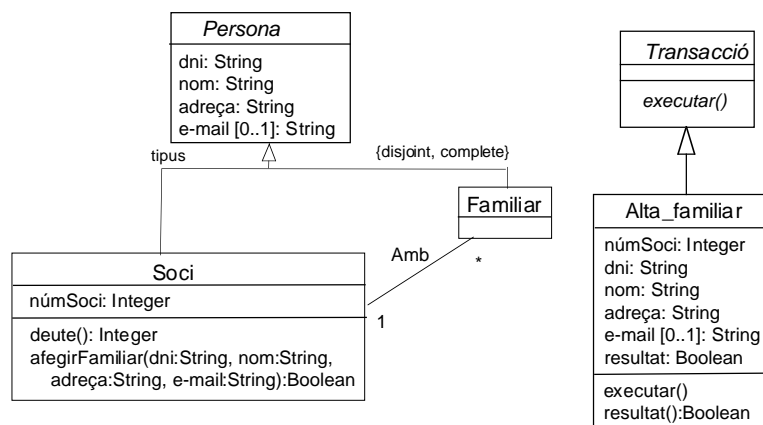 Persona
dni: String
nom: String
adreça: String
e-mail [0..1]: String
tipus
{disjoint, complete}
Familiar
Amb
*
1
Soci
númSoci: Integer
deute(): Integer
afegirFamiliar(dni:String, nom:String,
adreça:String, e-mail:String):Boolean
Transacció
executar()
Alta_familiar
númSoci: Integer
dni: String
nom: String
adreça: String
e-mail [0..1]: String
resultat: Boolean
executar()
resultat():Boolean